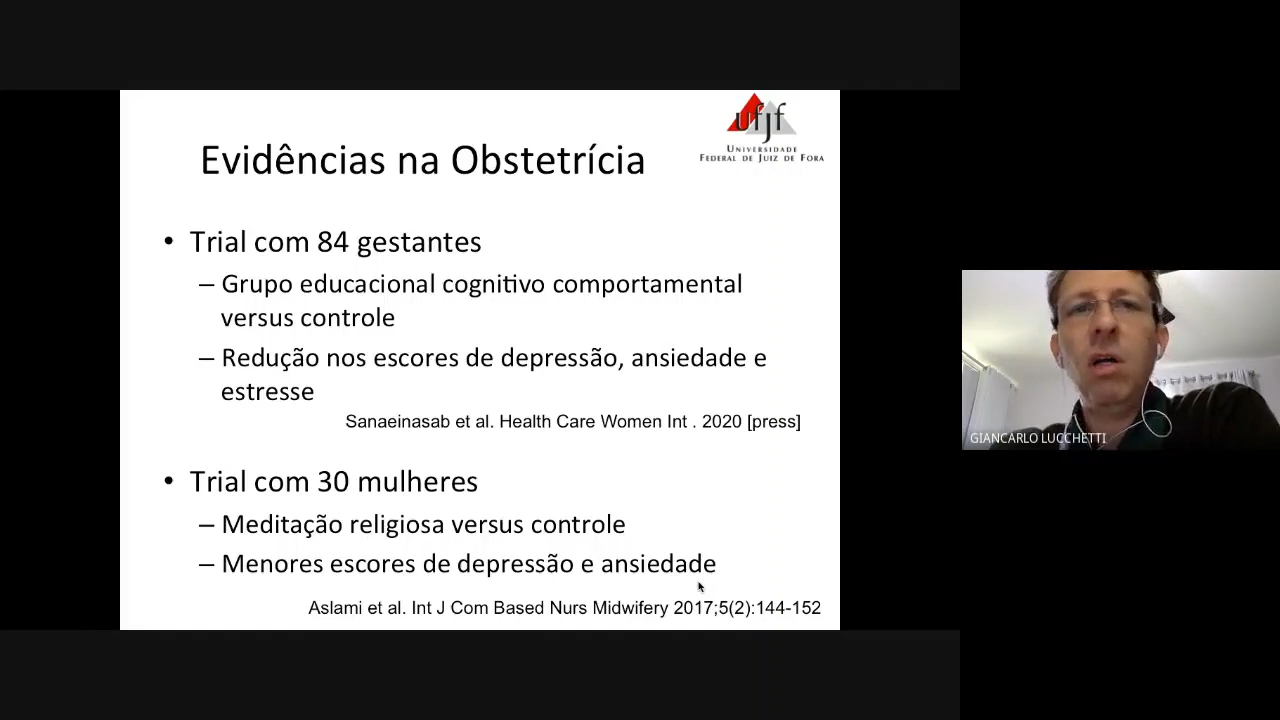 ufjf
UNIVERSIDADE
FEDERAL DE JUIZ DE FORA
Evidências na Obstetrícia
• Trial com 84 gestantes
– Grupo educacional cognitivo comportamental
versus controle
– Redução nos escores de depressão, ansiedade e
estresse
Sanaeinasab et al. Health Care Women Int . 2020 [press]
• Trial com 30 mulheres
– Meditação religiosa versus controle
– Menores escores de depressão e ansiedade
Aslami et al. Int J Com Based Nurs Midwifery 2017;5(2):144-152
GIANCARLO LUCCHETTI